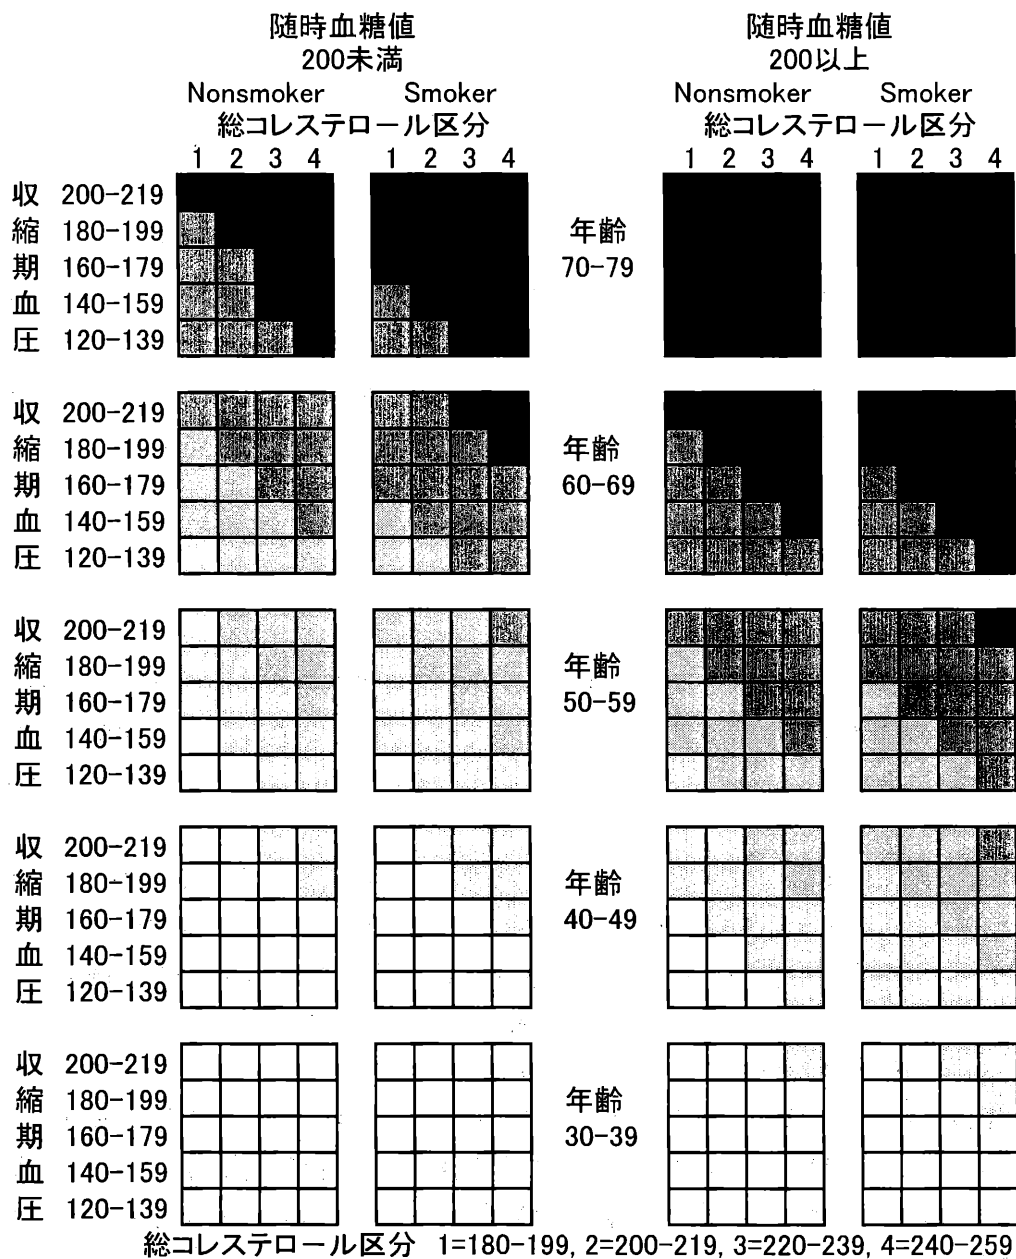 随時血糖値 随時血糖値
200未満 200以上
Nonsmoker Smoker Nonsmoker Smoker
総コレステロール区分 総コレステロール区分
1 2 3 4 1 2 3 4 1 2 3 4 1 2 3 4
収 200-219
縮 180-199 年齢
期 160-179 70-79
血 140-159
圧 120-139
収 200-219
縮 180-199 年齢
期 160-179 60-69
血 140-159
圧 120-139
収 200-219
縮 180-199 年齢
期 160-179 50-59
血 140-159
圧 120-139
収 200-219
縮 180-199 年齢
期 160-179 40-49
血 140-159
圧 120-139
収 200-219
縮 180-199 年齢
期 160-179 30-39
血 140-159
圧 120-139
総コレステロール区分 1=180-199, 2=200-219, 3=220-239, 4=240-259